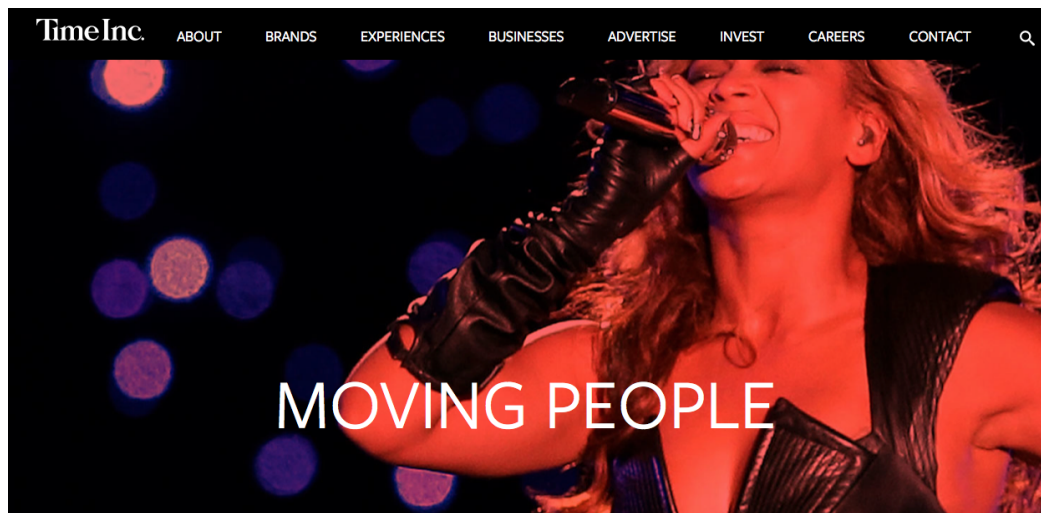 Time Inc. ABOUT BRANDS EXPERIENCES BUSINESSES ADVERTISE INVEST CAREERS CONTACT
MOVING PEOPLE